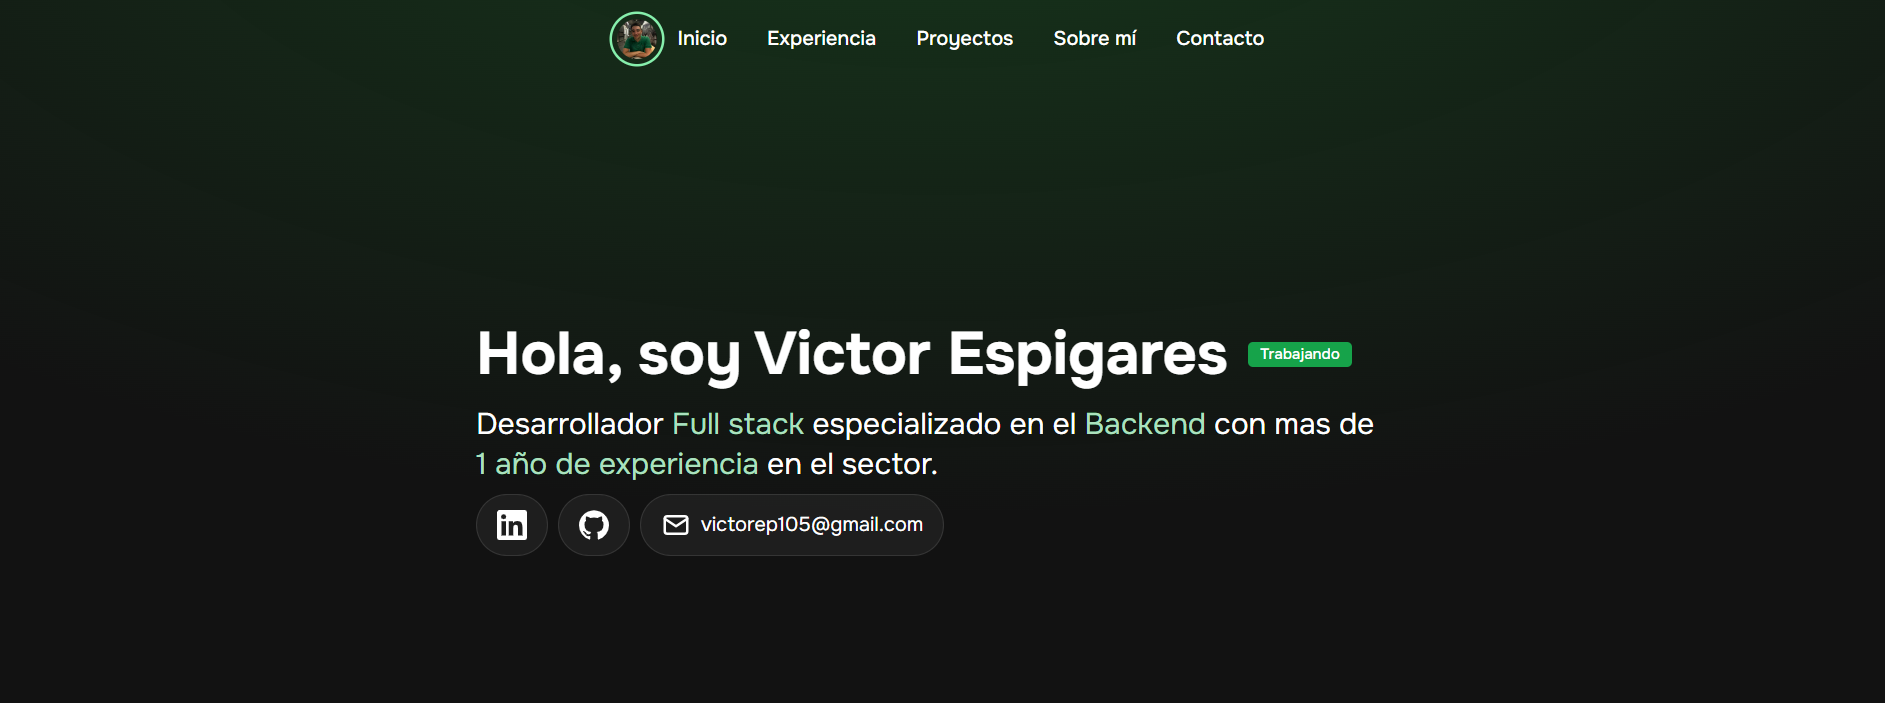 Inicio Experiencia Proyectos Sobre mí Contacto
Hola, soy Victor Espigares Trabajando
Desarrollador Full stack especializado en el Backend con mas de
1 año de experiencia en el sector.
in victorep105@gmail.com